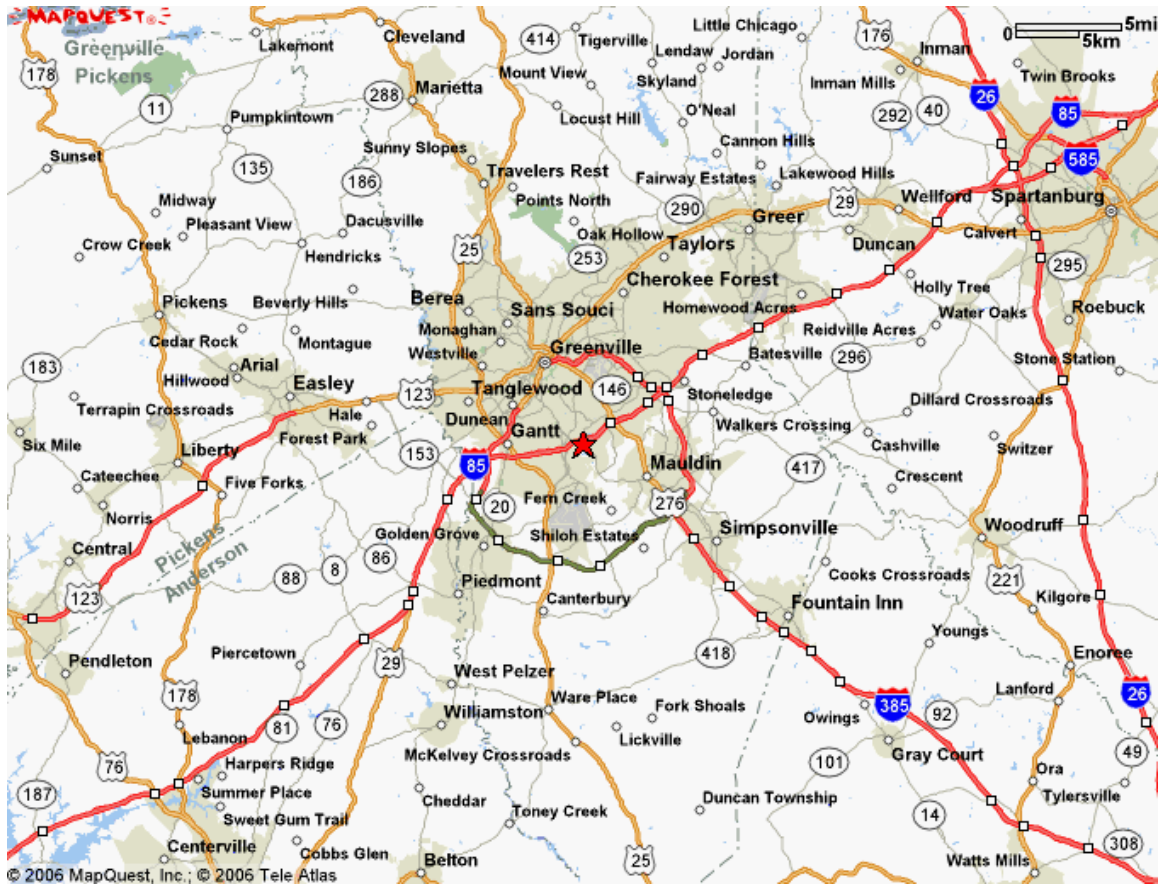 MAPQUEST
Greenville
Pickens
Lakemont
Cleveland
414
Tigerville
Little Chicago
Lendaw
Jordan
176
Inman
5mi
0
5km
178
11
Marietta
288
Mount View
Skyland
Inman Mills
26
Twin Brooks
85
Pumpkintown
Locust Hill
O'Neal
292
40
585
Sunset
135
Sunny Slopes
Cannon Hills
186
Travelers Rest
Fairway Estates
Lakewood Hills
Wellford
Midway
Points North
290
Greer
29
Spartanburg
Pleasant View
Dacusville
Oak Hollow
Taylors
Duncan
Calvert
Crow Creek
Hendricks
25
253
295
Cherokee Forest
Holly Tree
Pickens
Beverly Hills
Berea
Sans Souci
Homewood Acres
Water Oaks
Roebuck
Cedar Rock
Montague
Monaghan
Reidville Acres
183
Arial
Westville
Greenville
Batesville
296
Stone Station
Hillwood
Easley
123
Tanglewood
146
Stoneledge
Terrapin Crossroads
Hale
Dunean
Dillard Crossroads
Six Mile
Forest Park
Gantt
Walkers Crossing
Cashville
Switzer
Liberty
153
85
Mauldin
417
Cateechee
Five Forks
Crescent
Norris
20
Fern Creek
276
Simpsonville
Woodruff
Central
Pickens
Anderson
Golden Grove
Shiloh Estates
86
88
8
Piedmont
Cooks Crossroads
221
123
Canterbury
Fountain Inn
Kilgore
Pendleton
Piercetown
29
418
Youngs
Enoree
178
West Pelzer
Ware Place
385
Lanford
26
81
76
Williamston
Fork Shoals
Owings
92
Lebanon
Lickville
Gray Court
49
76
Harpers Ridge
McKelvey Crossroads
101
Ora
187
Summer Place
Cheddar
Toney Creek
Duncan Township
Tylersville
Sweet Gum Trail
14
Centerville
Cobbs Glen
Belton
25
308
Watts Mills
© 2006 MapQuest, Inc.; © 2006 Tele Atlas